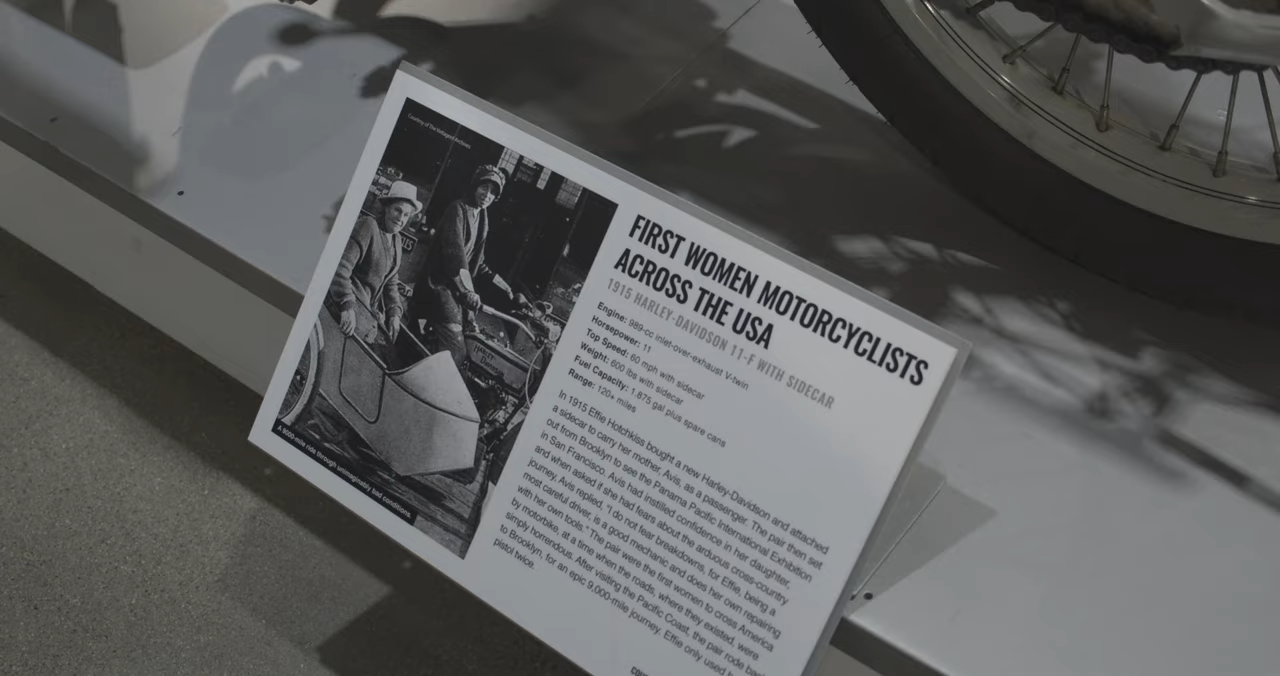 Courtesy of The Vintagent Archives
A 9000-mile ride through unimaginably bad conditions.
FIRST WOMEN MOTORCYCLISTS
ACROSS THE USA
1915 HARLEY-DAVIDSON 11-F WITH SIDECAR
Engine: 989-cc inlet-over-exhaust V-twin
Horsepower: 11
Top Speed: 60 mph with sidecar
Weight: 600 lbs with sidecar
Fuel Capacity: 1.875 gal plus spare cans
Range: 120+ miles
In 1915 Effie Hotchkiss bought a new Harley-Davidson and attached
a sidecar to carry her mother, Avis, as a passenger. The pair then set
out from Brooklyn to see the Panama Pacific International Exhibition
in San Francisco. Avis had instilled confidence in her daughter,
and when asked if she had fears about the arduous cross-country
journey, Avis replied, "I do not fear breakdowns, for Effie, being a
most careful driver, is a good mechanic and does her own repairing
with her own tools." The pair were the first women to cross America
by motorbike, at a time when the roads, where they existed, were
simply horrendous. After visiting the Pacific Coast, the pair rode
to Brooklyn, for an epic 9,000-mile journey. Effie only used
pistol twice.